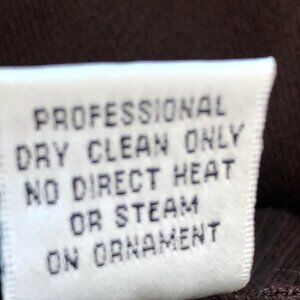 PROFESSIONAL
DRY CLEAN ONLY
NO DIRECT HEAT
OR STEAM
ON ORNAMENT